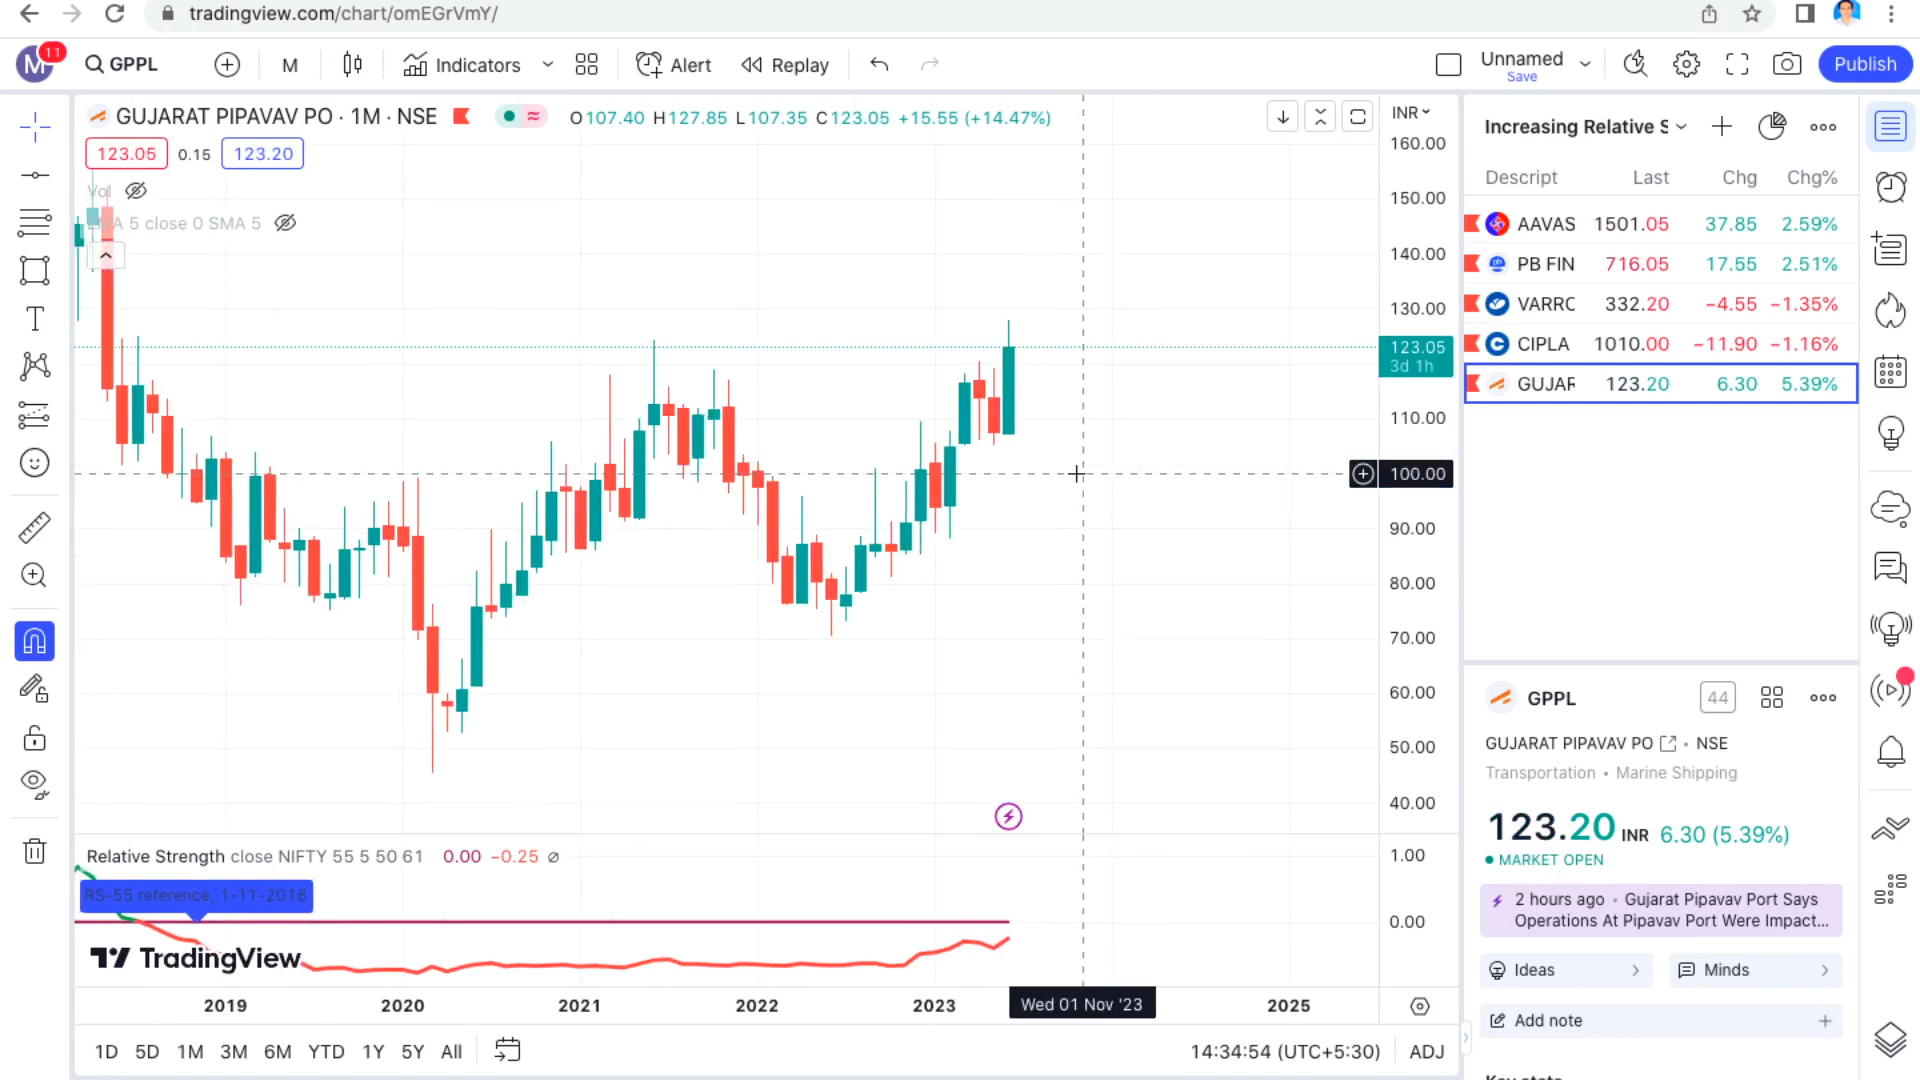 tradingview.com/chart/omEGrVmY/
M 11 GPPL M Indicators Alert Replay Unnamed Save Publish
GUJARAT PIPAVAV PO · 1M · NSE O107.40 H127.85 L107.35 C123.05 +15.55 (+14.47%)
123.05 0.15 123.20
Vol
EMA 5 close 0 SMA 5
INR
160.00
150.00
140.00
130.00
123.05
3d 1h
110.00
100.00
90.00
80.00
70.00
60.00
50.00
40.00
Relative Strength close NIFTY 55 5 50 61 0.00 −0.25 ∅
1.00
RS-55 reference, 1-11-2018
0.00
TradingView
2019 2020 2021 2022 2023 Wed 01 Nov '23 2025
1D 5D 1M 3M 6M YTD 1Y 5Y All 14:34:54 (UTC+5:30) ADJ
Increasing Relative S
Descript Last Chg Chg%
AAVAS 1501.05 37.85 2.59%
PB FIN 716.05 17.55 2.51%
VARRC 332.20 −4.55 −1.35%
CIPLA 1010.00 −11.90 −1.16%
GUJAR 123.20 6.30 5.39%
GPPL 44
GUJARAT PIPAVAV PO • NSE
Transportation • Marine Shipping
123.20 INR 6.30 (5.39%)
MARKET OPEN
2 hours ago • Gujarat Pipavav Port Says
Operations At Pipavav Port Were Impact...
Ideas Minds
Add note